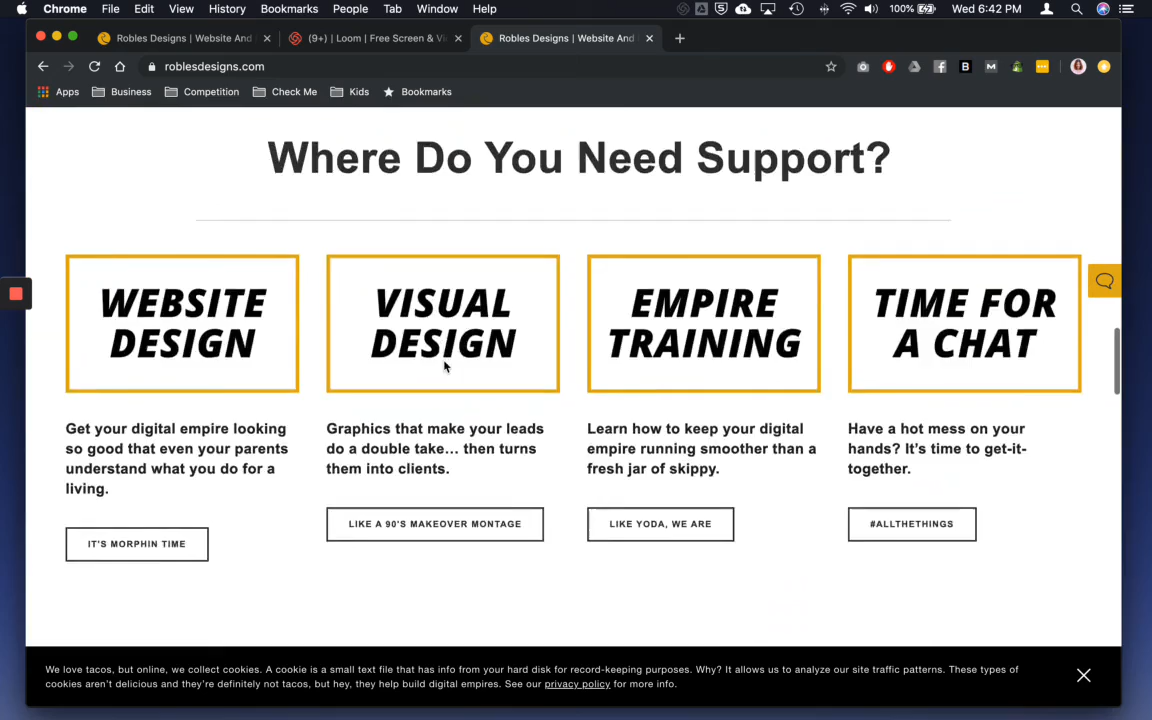 Chrome File Edit View History Bookmarks People Tab Window Help 100% Wed 6:42 PM
Robles Designs | Website And
(9+) | Loom | Free Screen & Vi
Robles Designs | Website And
roblesdesigns.com
Apps Business Competition Check Me Kids Bookmarks
Where Do You Need Support?
WEBSITE
DESIGN
Get your digital empire looking
so good that even your parents
understand what you do for a
living.
IT'S MORPHIN TIME
VISUAL
DESIGN
Graphics that make your leads
do a double take... then turns
them into clients.
LIKE A 90'S MAKEOVER MONTAGE
EMPIRE
TRAINING
Learn how to keep your digital
empire running smoother than a
fresh jar of skippy.
LIKE YODA, WE ARE
TIME FOR
A CHAT
Have a hot mess on your
hands? It's time to get-it-
together.
#ALLTHETHINGS
We love tacos, but online, we collect cookies. A cookie is a small text file that has info from your hard disk for record-keeping purposes. Why? It allows us to analyze our site traffic patterns. These types of
cookies aren't delicious and they're definitely not tacos, but hey, they help build digital empires. See our privacy policy for more info.